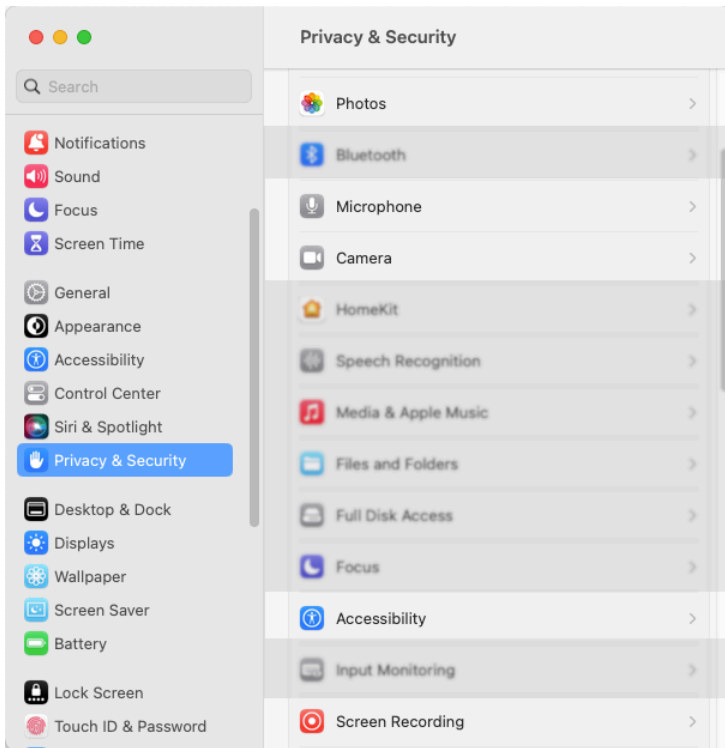 Privacy & Security
Search
Notifications
Sound
Focus
Screen Time
General
Appearance
Accessibility
Control Center
Siri & Spotlight
Privacy & Security
Desktop & Dock
Displays
Wallpaper
Screen Saver
Battery
Lock Screen
Touch ID & Password
Photos
Bluetooth
Microphone
Camera
HomeKit
Speech Recognition
Media & Apple Music
Files and Folders
Full Disk Access
Focus
Accessibility
Input Monitoring
Screen Recording